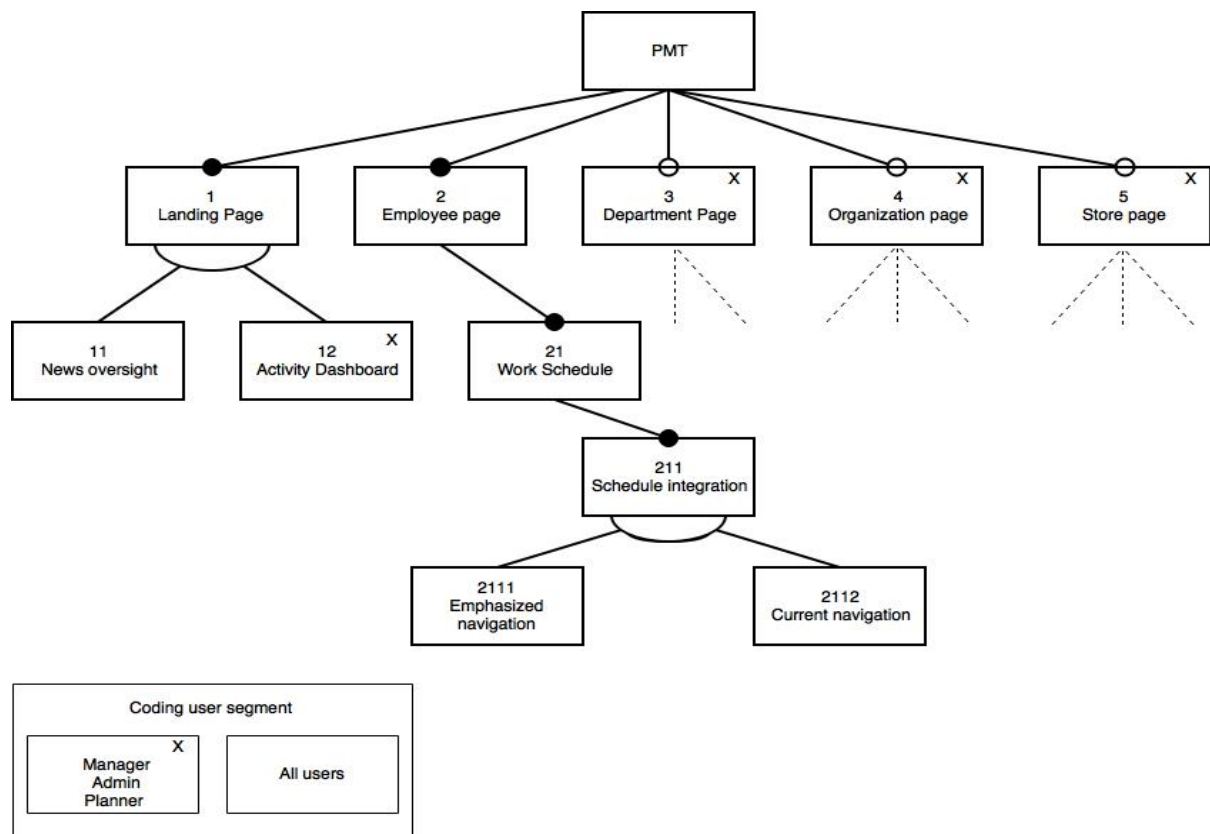 PMT
1
Landing Page
2
Employee page
X
3
Department Page
X
4
Organization page
X
5
Store page
11
News oversight
X
12
Activity Dashboard
21
Work Schedule
211
Schedule integration
2111
Emphasized
navigation
2112
Current navigation
Coding user segment
X
Manager
Admin
Planner
All users